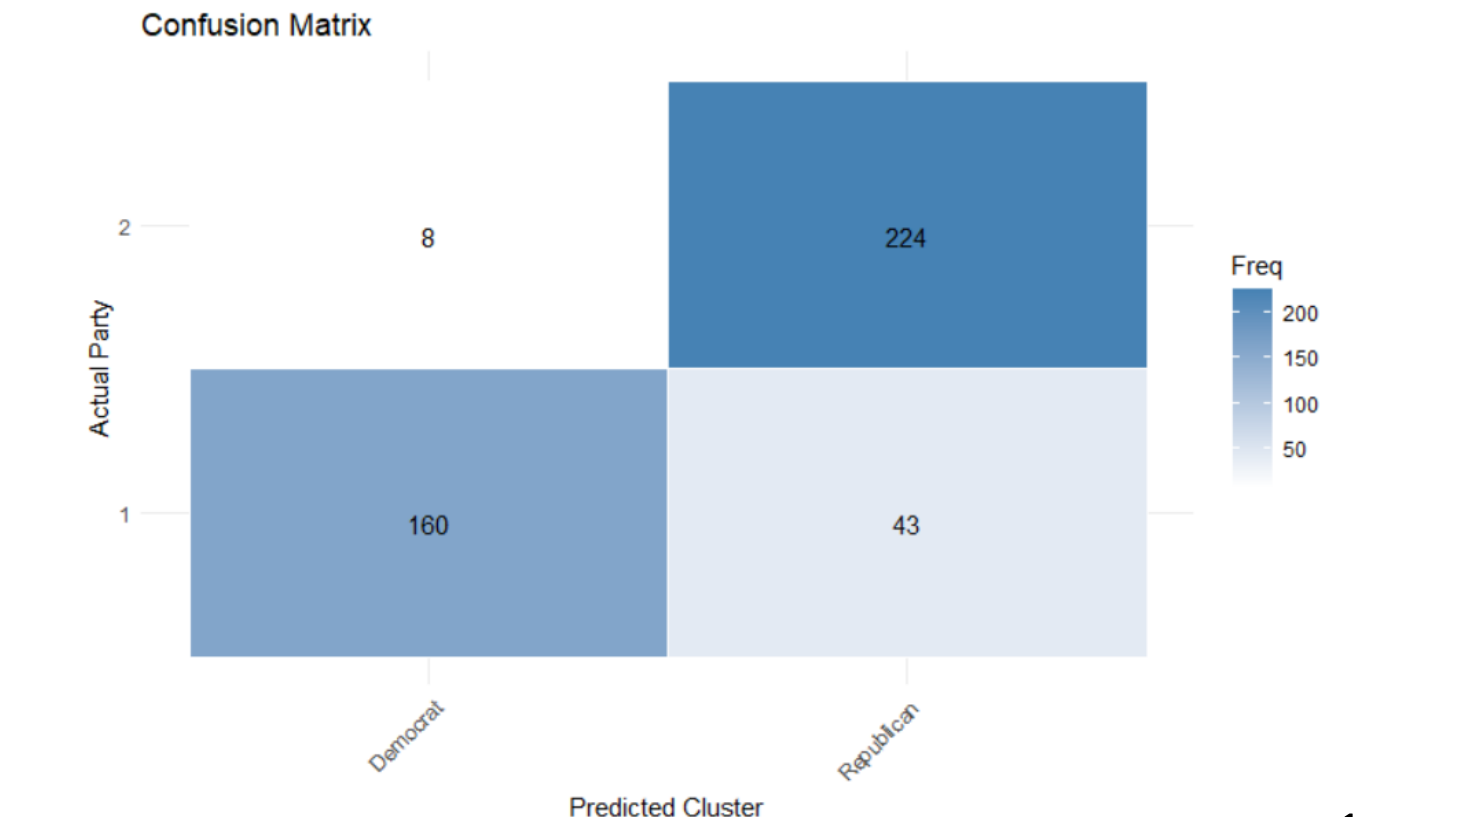 Confusion Matrix
2
8
224
Actual Party
1
160
43
Freq
200
150
100
50
Democrat
Republican
Predicted Cluster